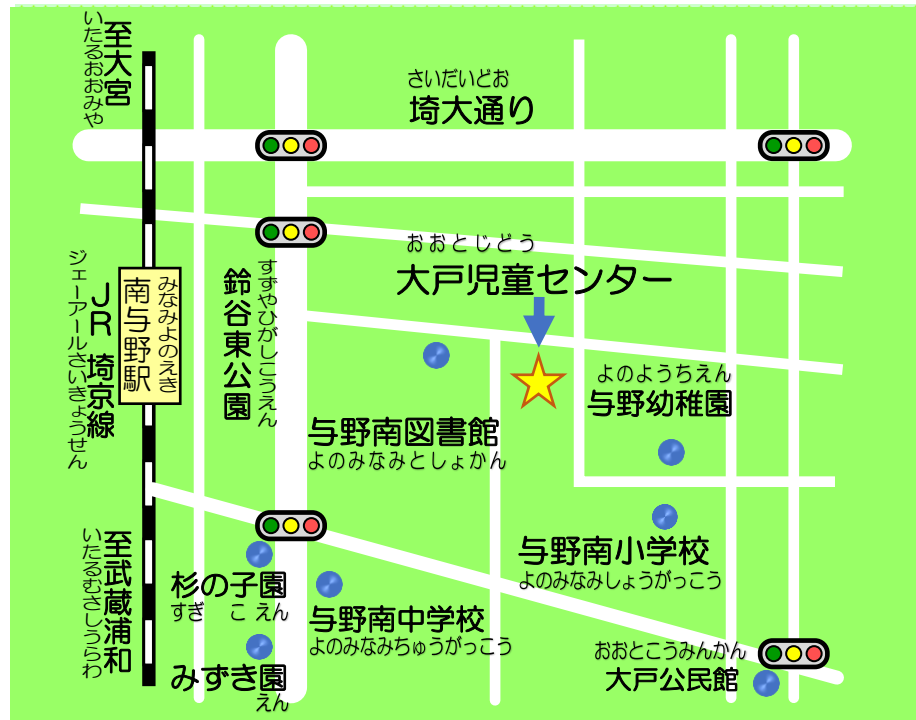 至大宮
いたるおおみや
さいだいどお
埼大通り
おおとじどう
大戸児童センター
みなみよのえき
南与野駅
JR 埼京線
ジェーアールさいきょうせん
すずやひがしこうえん
鈴谷東公園
よのようちえん
与野幼稚園
与野南図書館
よのみなみとしょかん
与野南小学校
よのみなみしょうがっこう
至武蔵浦和
いたるむさしうらわ
杉の子園
すぎ こ えん
与野南中学校
よのみなみちゅうがっこう
みずき園
えん
おおとこうみんかん
大戸公民館